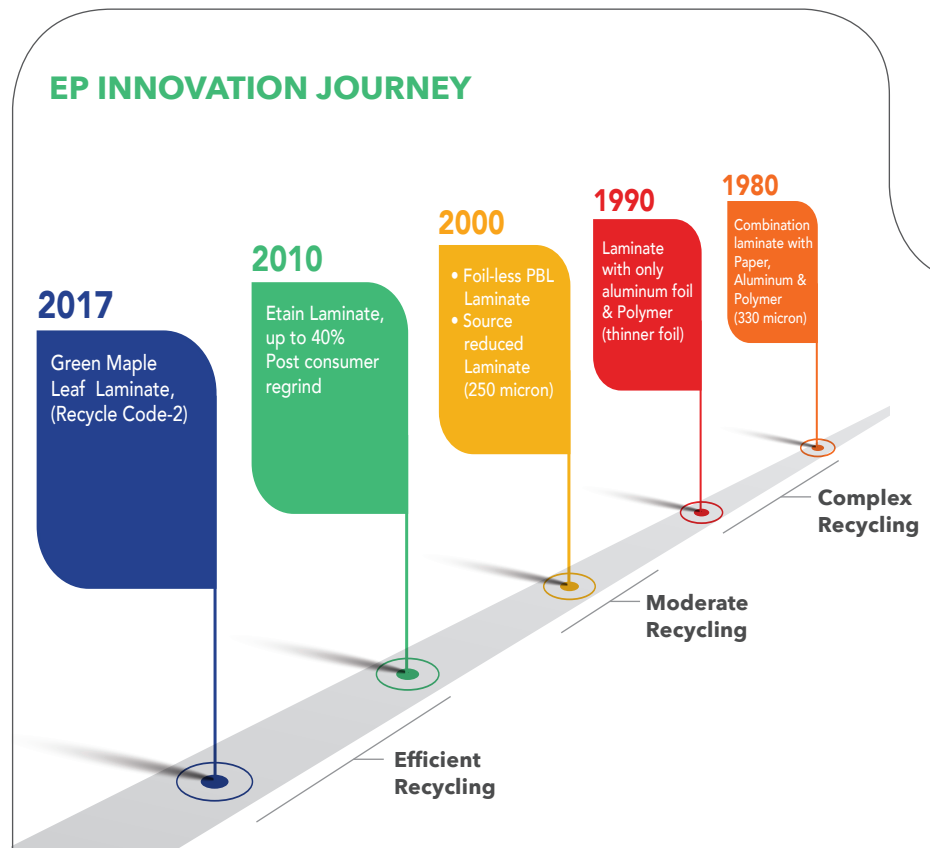 EP INNOVATION JOURNEY
2017
Green Maple
Leaf Laminate,
(Recycle Code-2)
2010
Etain Laminate,
up to 40%
Post consumer
regrind
2000
• Foil-less PBL
Laminate
• Source
reduced
Laminate
(250 micron)
1990
Laminate
with only
aluminum foil
& Polymer
(thinner foil)
1980
Combination
laminate with
Paper,
Aluminum &
Polymer
(330 micron)
Complex
Recycling
Moderate
Recycling
Efficient
Recycling